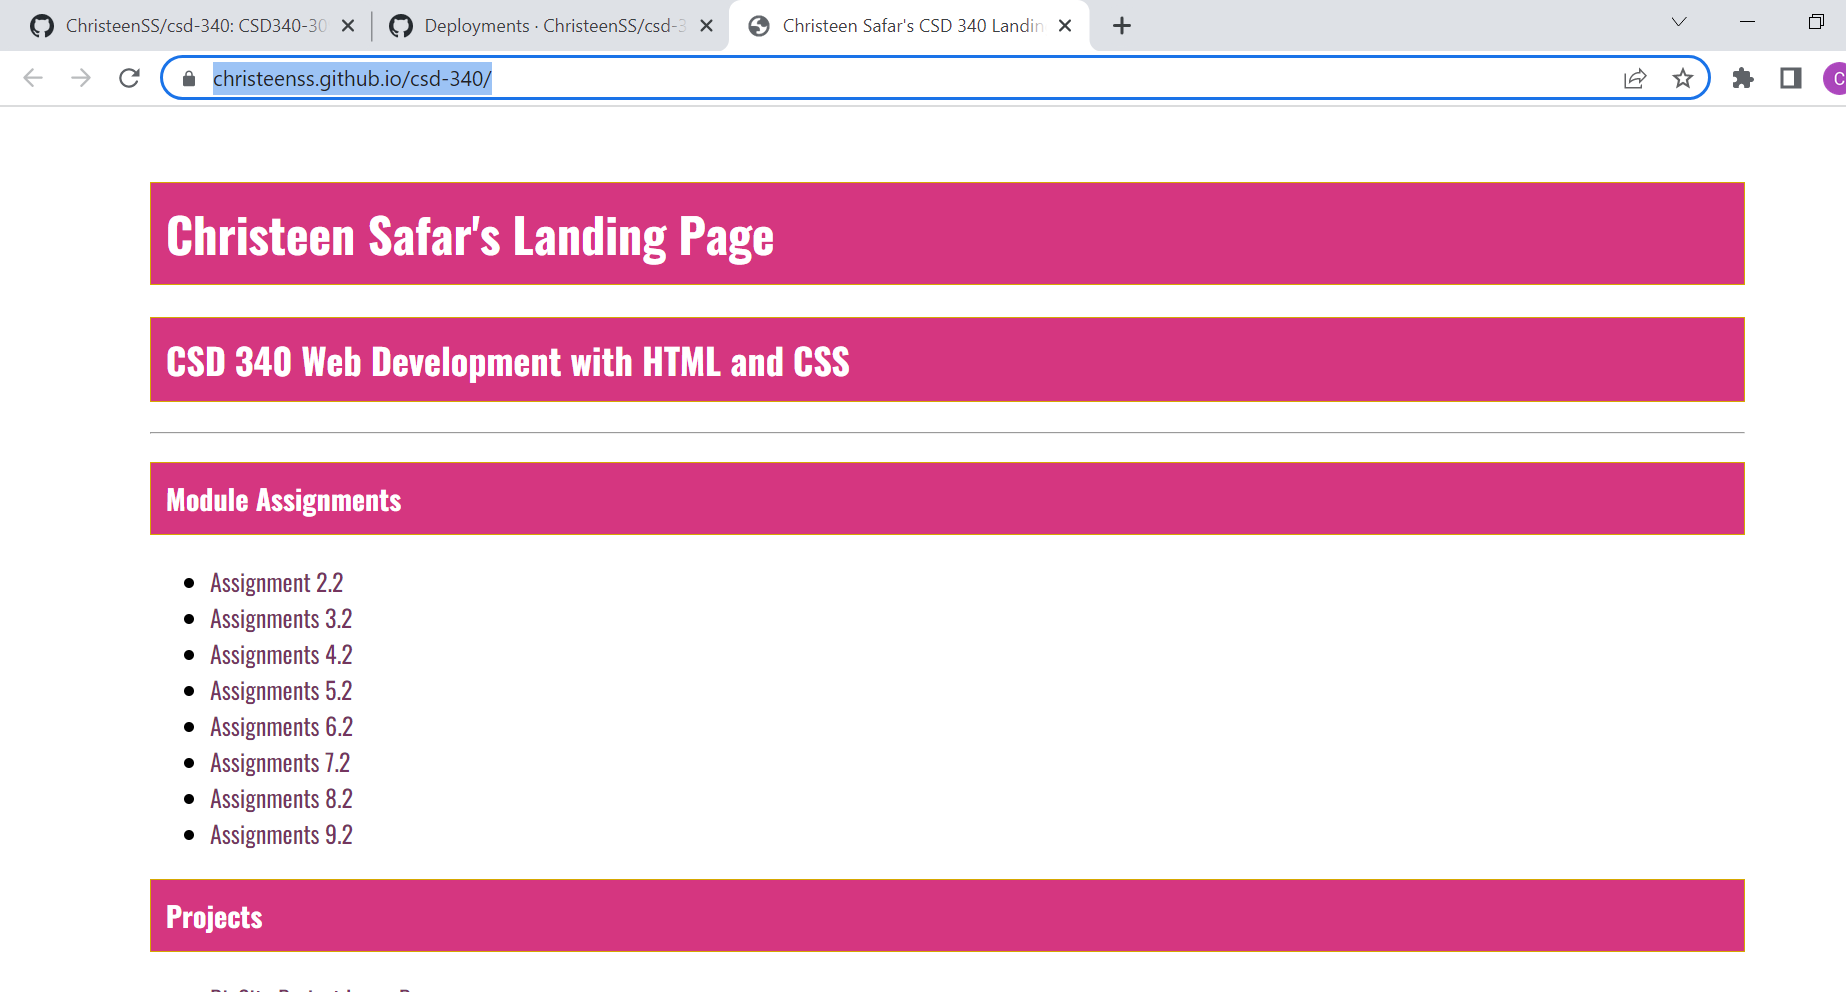 ChristeenSS/csd-340: CSD340-30
Deployments · ChristeenSS/csd-3
Christeen Safar's CSD 340 Landin
christeenss.github.io/csd-340/
C
Christeen Safar's Landing Page
CSD 340 Web Development with HTML and CSS
Module Assignments
Assignment 2.2
Assignments 3.2
Assignments 4.2
Assignments 5.2
Assignments 6.2
Assignments 7.2
Assignments 8.2
Assignments 9.2
Projects